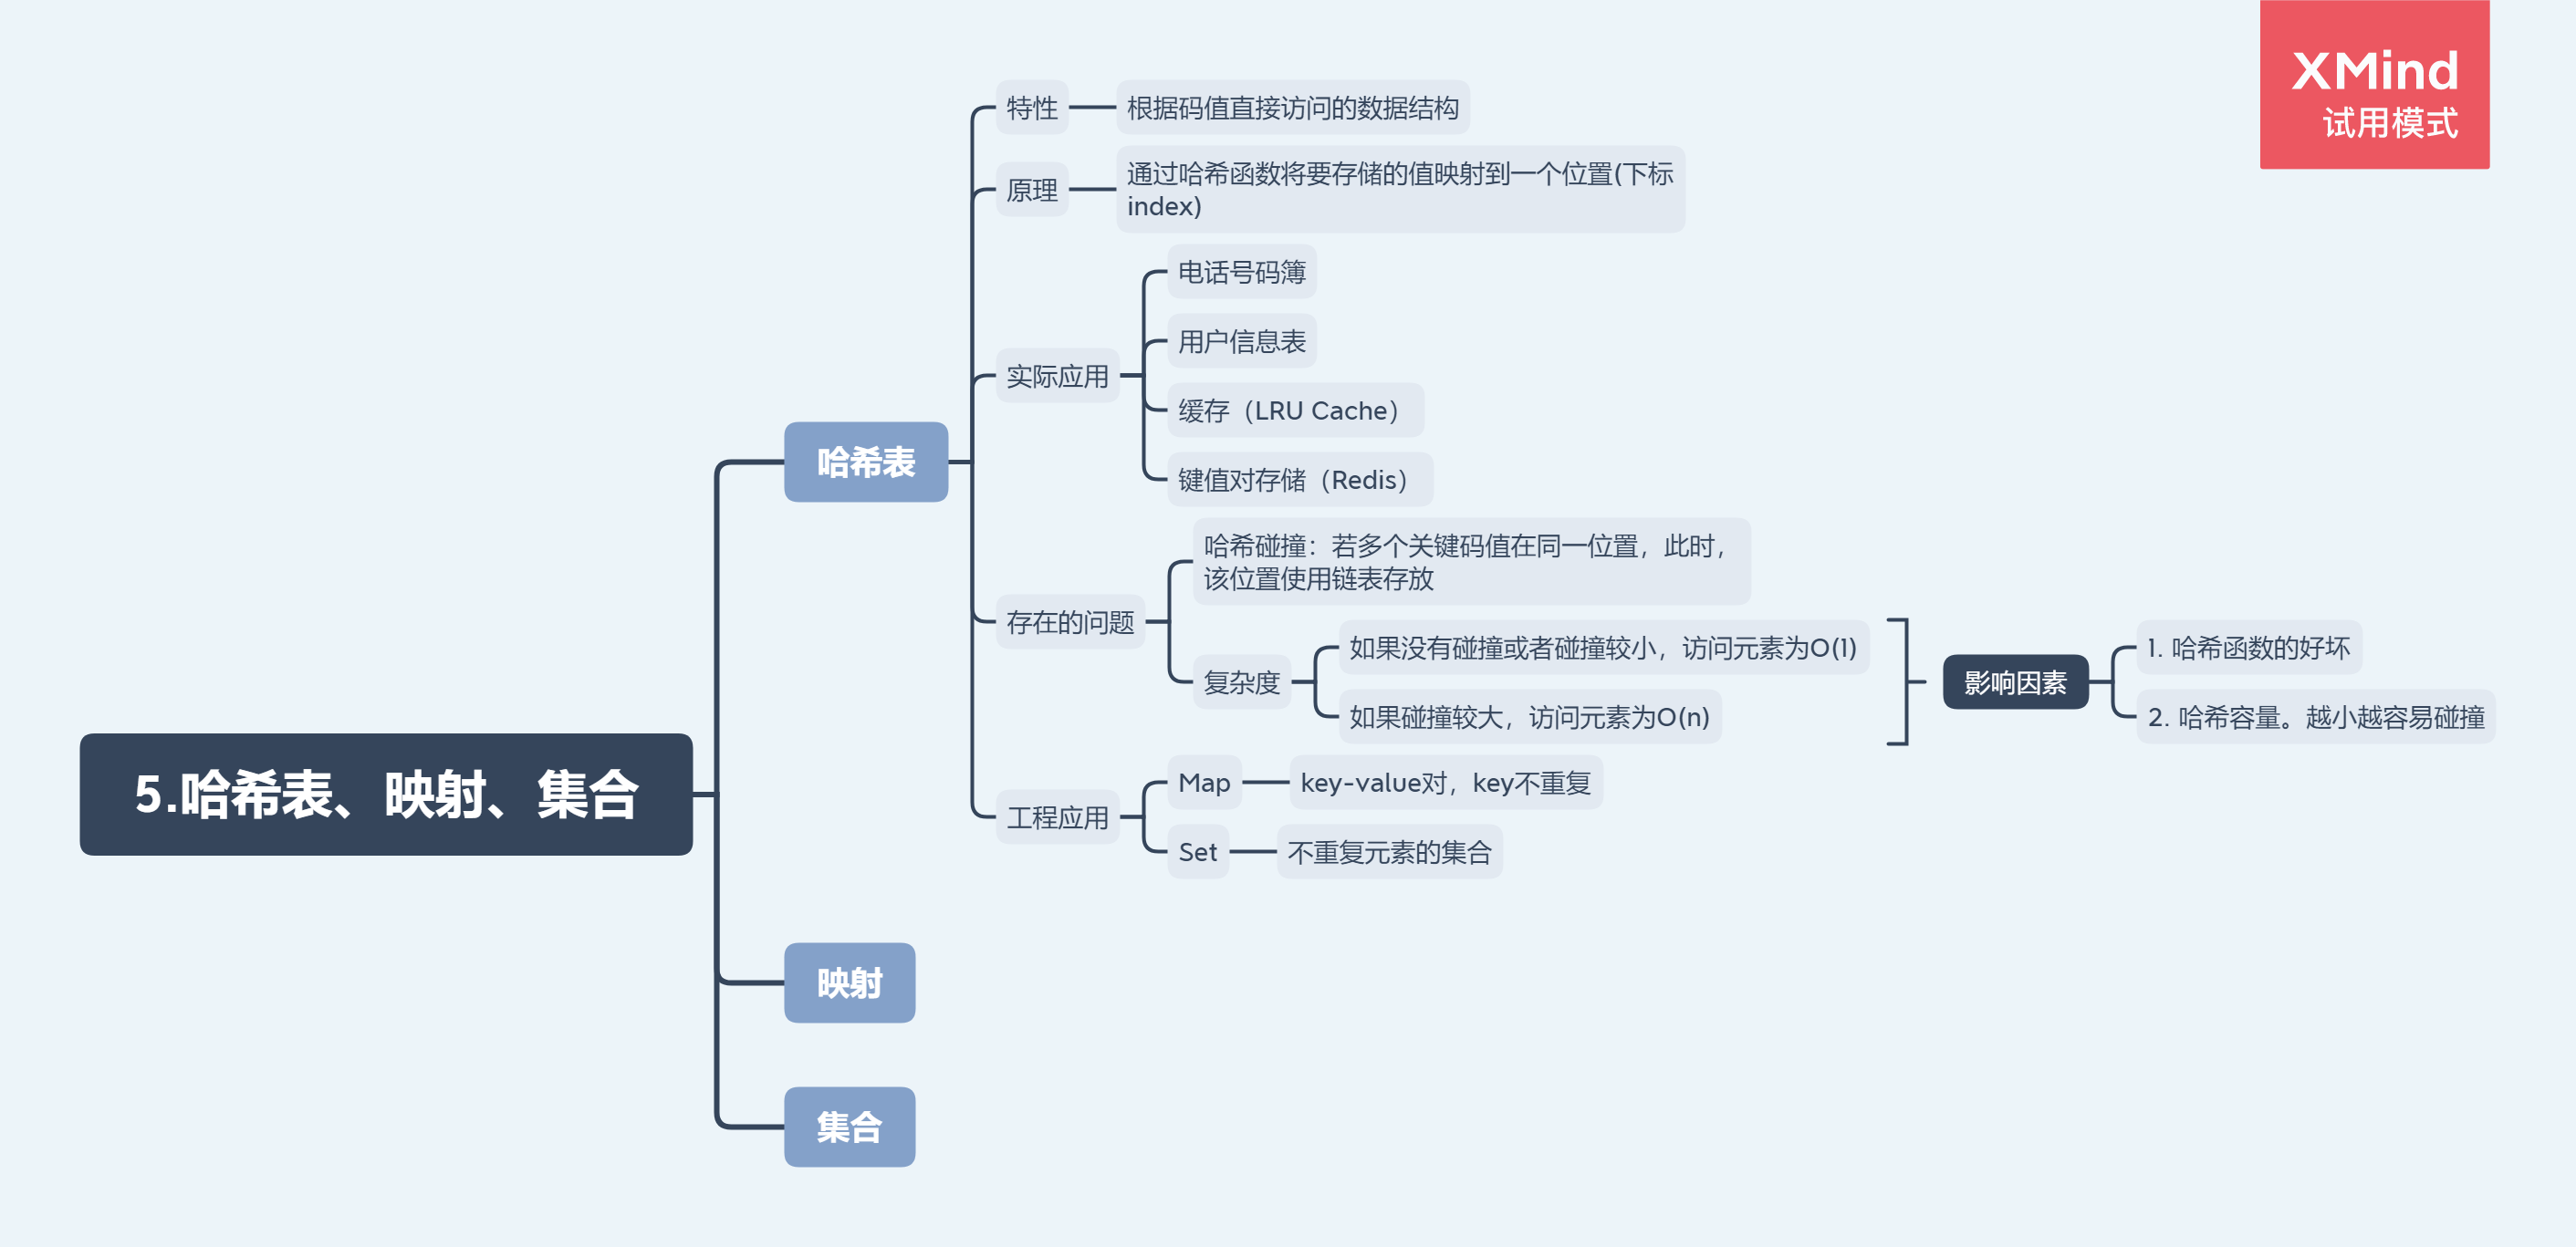 XMind
试用模式
特性
根据码值直接访问的数据结构
原理
通过哈希函数将要存储的值映射到一个位置(下标
index)
实际应用
电话号码簿
用户信息表
缓存（LRU Cache）
键值对存储（Redis）
哈希表
存在的问题
哈希碰撞：若多个关键码值在同一位置，此时，
该位置使用链表存放
复杂度
如果没有碰撞或者碰撞较小，访问元素为O(1)
如果碰撞较大，访问元素为O(n)
影响因素
1. 哈希函数的好坏
2. 哈希容量。越小越容易碰撞
工程应用
Map
key-value对，key不重复
Set
不重复元素的集合
5.哈希表、映射、集合
映射
集合